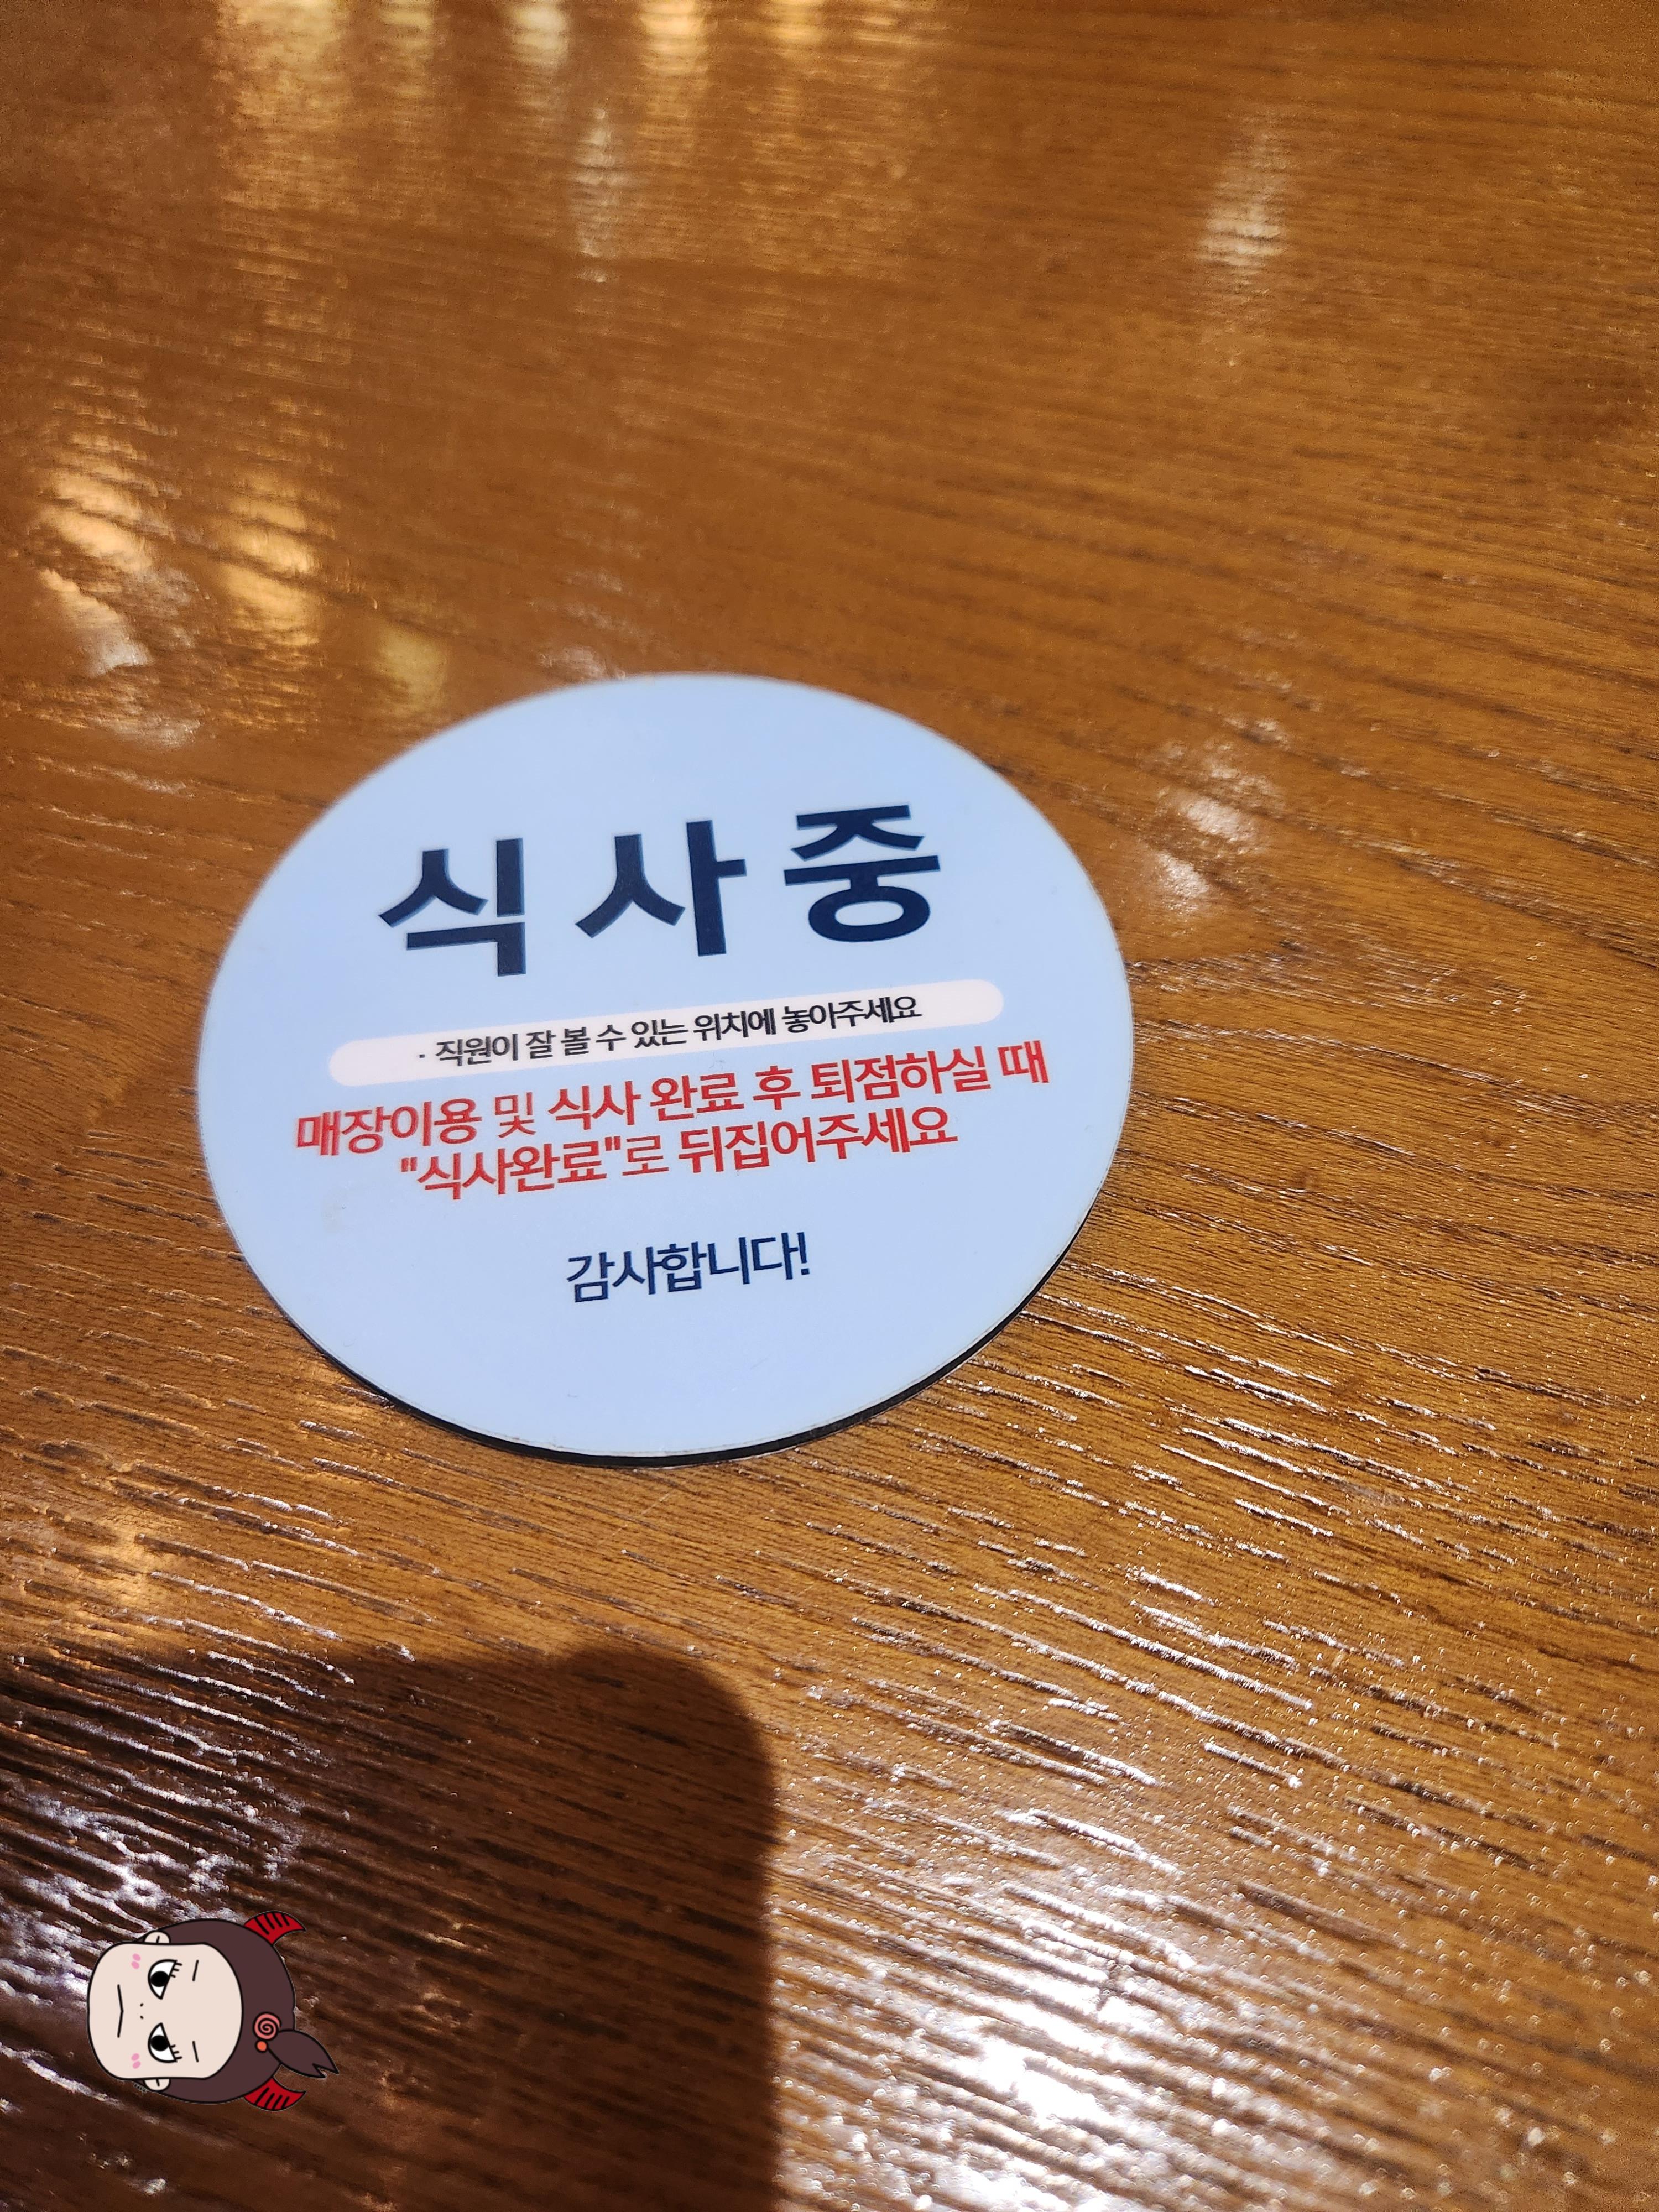 식사중
· 직원이 잘 볼 수 있는 위치에 놓아주세요
매장이용 및 식사 완료 후 퇴점하실 때
"식사완료"로 뒤집어주세요
감사합니다!